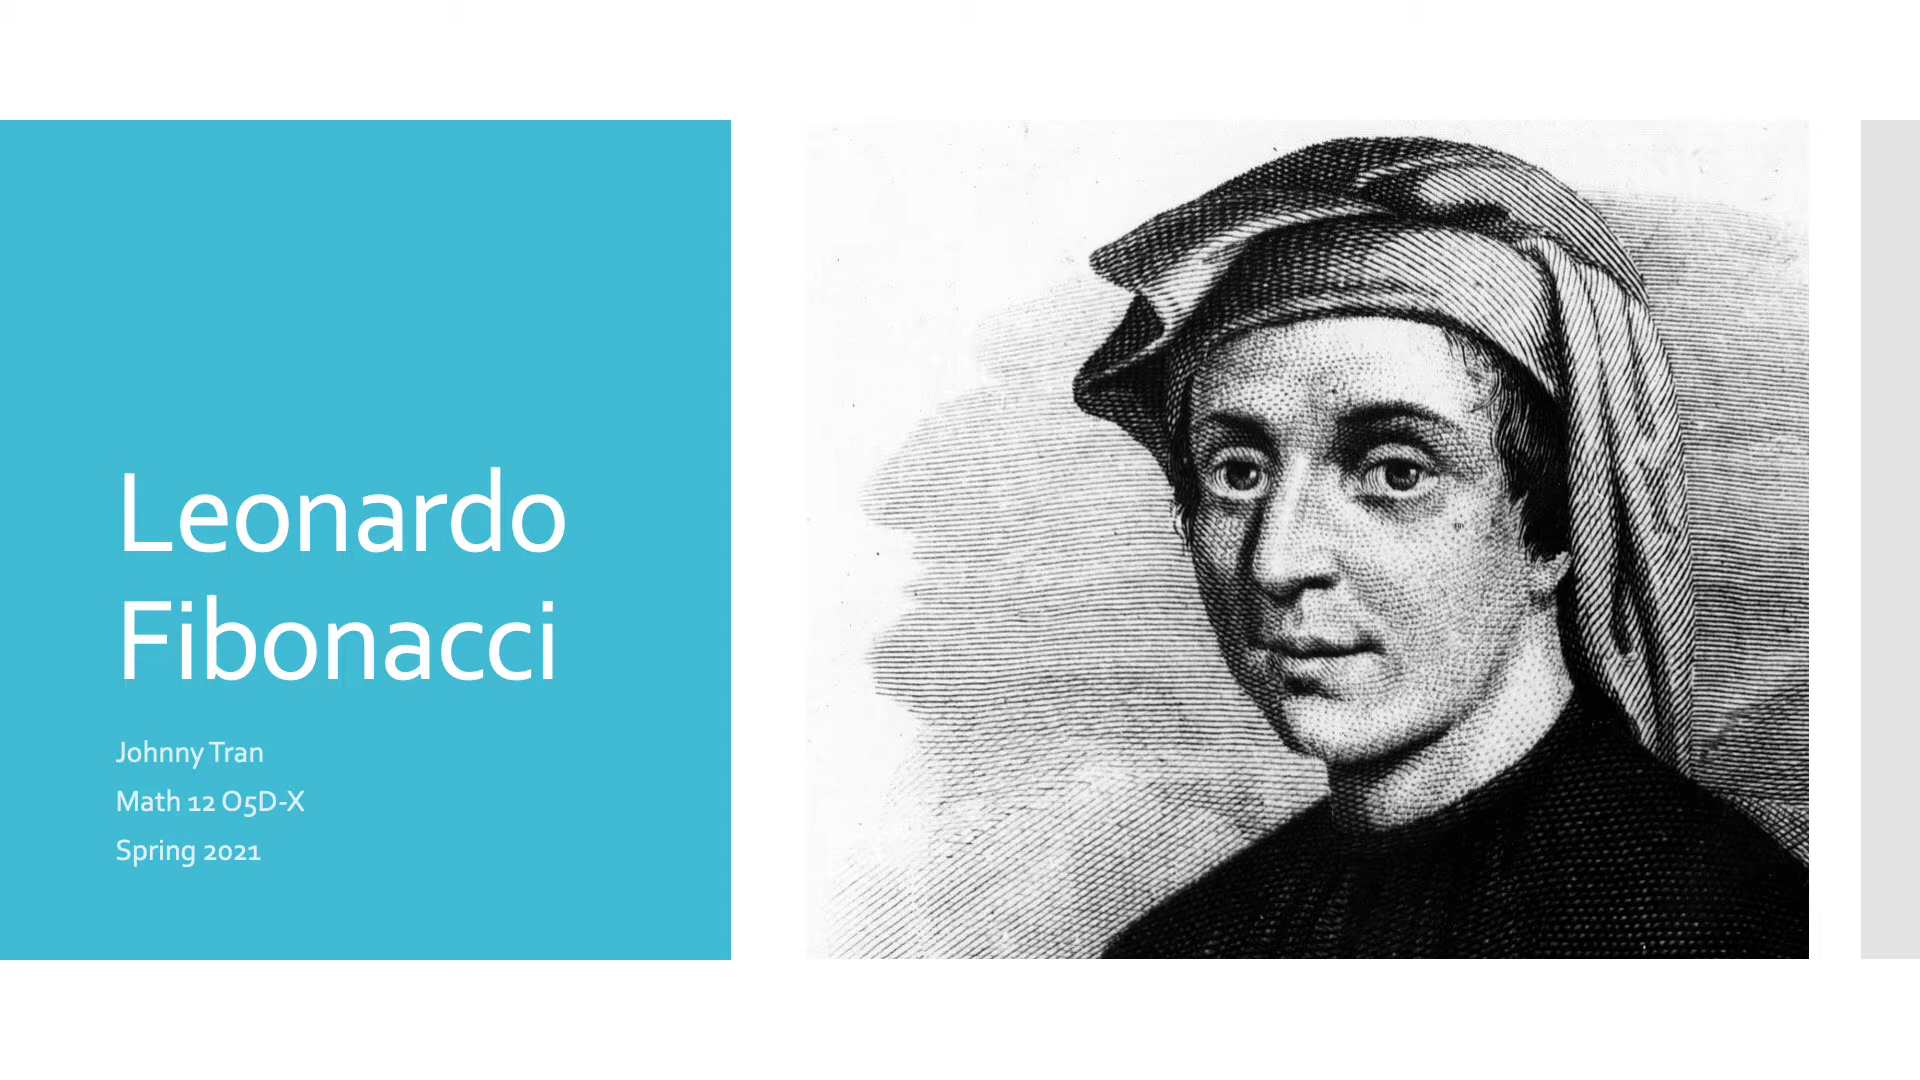 Leonardo
Fibonacci
Johnny Tran
Math 12 O5D-X
Spring 2021